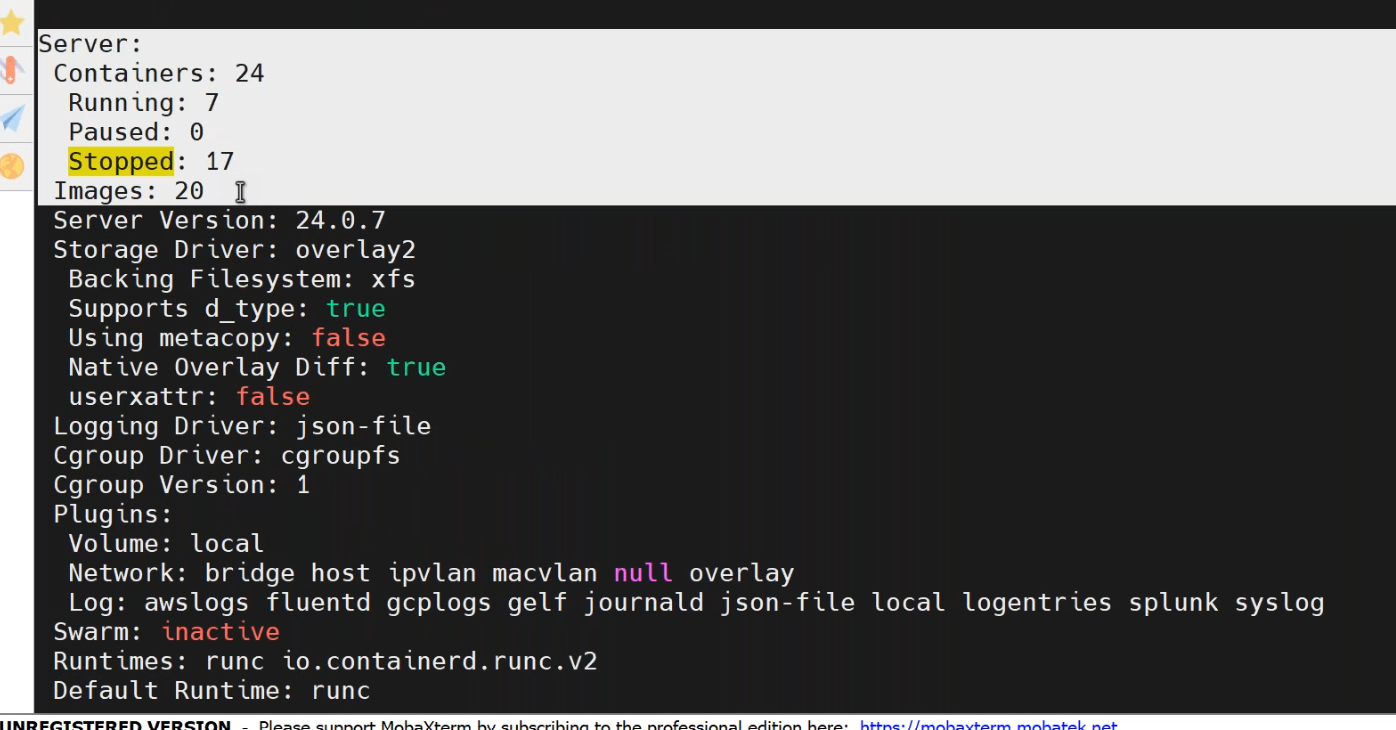 Server:
 Containers: 24
  Running: 7
  Paused: 0
  Stopped: 17
 Images: 20
 Server Version: 24.0.7
 Storage Driver: overlay2
  Backing Filesystem: xfs
  Supports d_type: true
  Using metacopy: false
  Native Overlay Diff: true
  userxattr: false
 Logging Driver: json-file
 Cgroup Driver: cgroupfs
 Cgroup Version: 1
 Plugins:
  Volume: local
  Network: bridge host ipvlan macvlan null overlay
  Log: awslogs fluentd gcplogs gelf journald json-file local logentries splunk syslog
 Swarm: inactive
 Runtimes: runc io.containerd.runc.v2
 Default Runtime: runc
UNREGISTERED VERSION - Please support MobaXterm by subscribing to the professional edition here: https://mobaxterm.mobatek.net